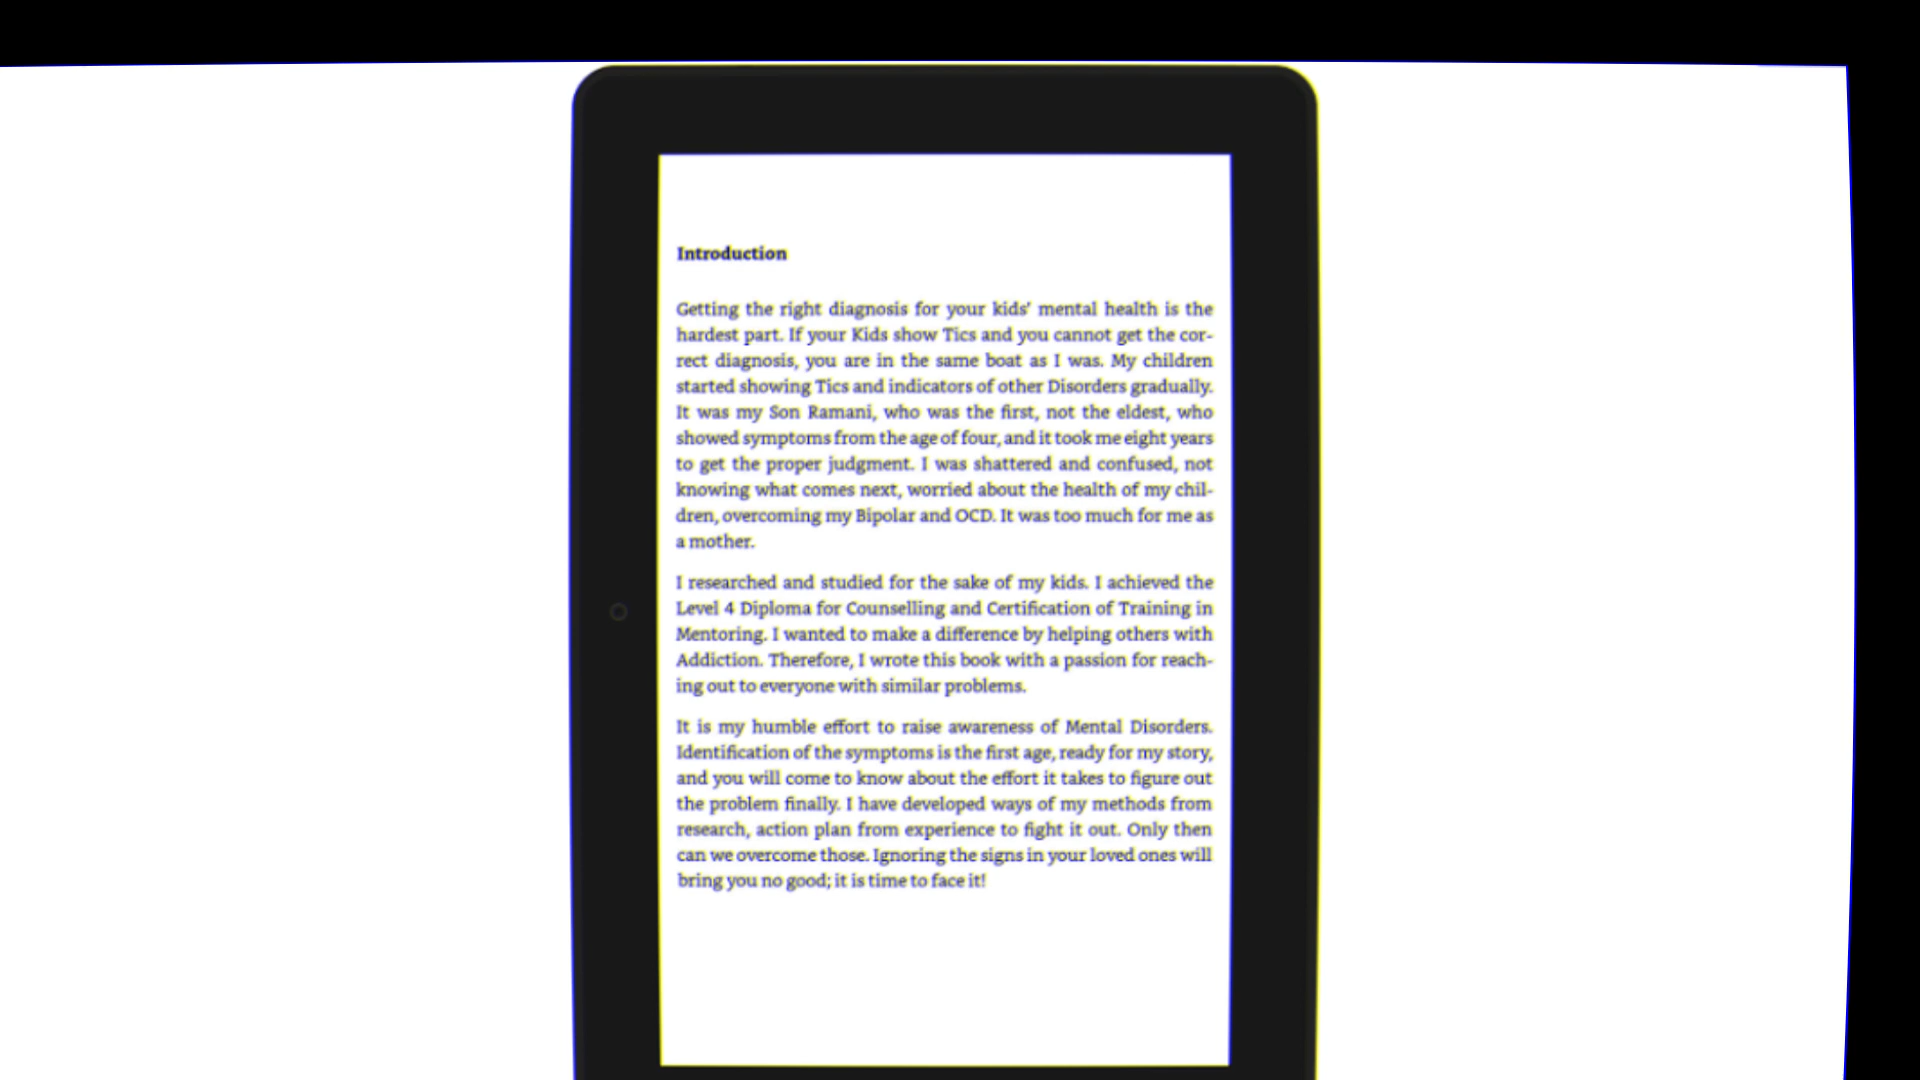 Introduction
Getting the right diagnosis for your kids' mental health is the
hardest part. If your Kids show Tics and you cannot get the cor-
rect diagnosis, you are in the same boat as I was. My children
started showing Tics and indicators of other Disorders gradually.
It was my Son Ramani, who was the first, not the eldest, who
showed symptoms from the age of four, and it took me eight years
to get the proper judgment. I was shattered and confused, not
knowing what comes next, worried about the health of my chil-
dren, overcoming my Bipolar and OCD. It was too much for me as
a mother.
I researched and studied for the sake of my kids. I achieved the
Level 4 Diploma for Counselling and Certification of Training in
Mentoring. I wanted to make a difference by helping others with
Addiction. Therefore, I wrote this book with a passion for reach-
ing out to everyone with similar problems.
It is my humble effort to raise awareness of Mental Disorders.
Identification of the symptoms is the first age, ready for my story,
and you will come to know about the effort it takes to figure out
the problem finally. I have developed ways of my methods from
research, action plan from experience to fight it out. Only then
can we overcome those. Ignoring the signs in your loved ones will
bring you no good; it is time to face it!